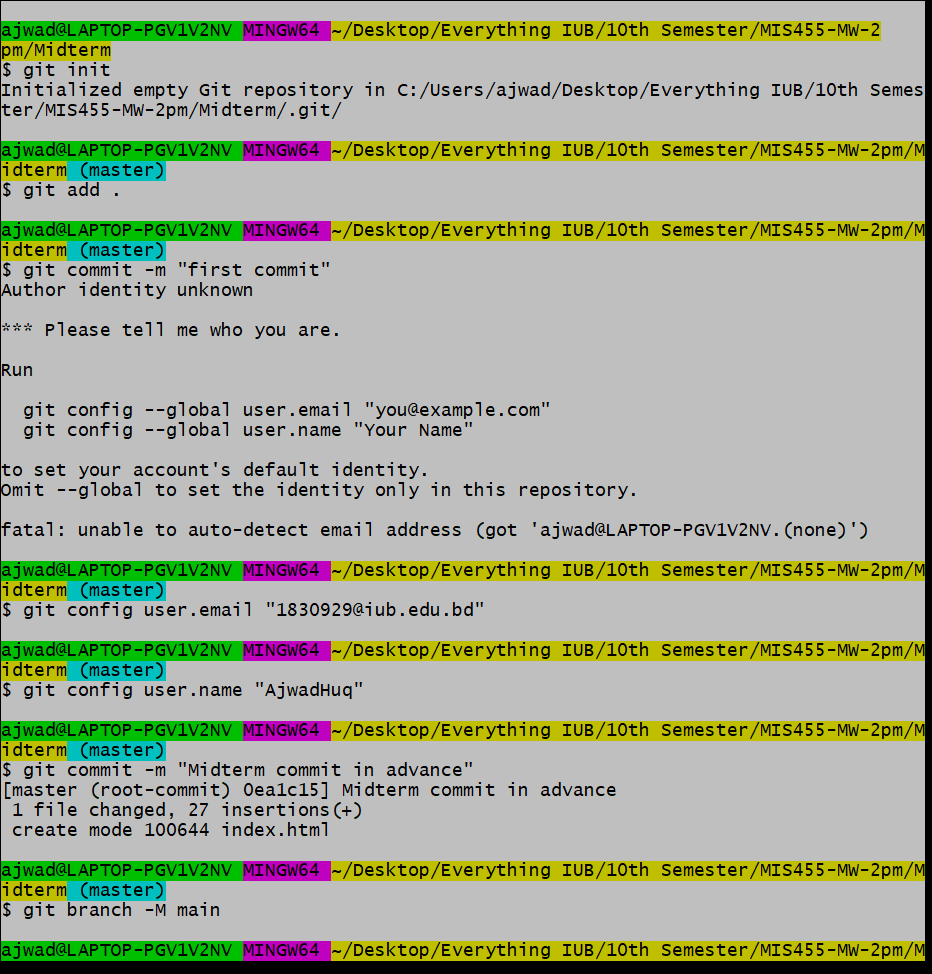 ajwad@LAPTOP-PGV1V2NV MINGW64 ~/Desktop/Everything IUB/10th Semester/MIS455-MW-2
pm/Midterm
$ git init
Initialized empty Git repository in C:/Users/ajwad/Desktop/Everything IUB/10th Semes
ter/MIS455-MW-2pm/Midterm/.git/
ajwad@LAPTOP-PGV1V2NV MINGW64 ~/Desktop/Everything IUB/10th Semester/MIS455-MW-2pm/M
idterm (master)
$ git add .
ajwad@LAPTOP-PGV1V2NV MINGW64 ~/Desktop/Everything IUB/10th Semester/MIS455-MW-2pm/M
idterm (master)
$ git commit -m "first commit"
Author identity unknown
*** Please tell me who you are.
Run
  git config --global user.email "you@example.com"
  git config --global user.name "Your Name"
to set your account's default identity.
Omit --global to set the identity only in this repository.
fatal: unable to auto-detect email address (got 'ajwad@LAPTOP-PGV1V2NV.(none)')
ajwad@LAPTOP-PGV1V2NV MINGW64 ~/Desktop/Everything IUB/10th Semester/MIS455-MW-2pm/M
idterm (master)
$ git config user.email "1830929@iub.edu.bd"
ajwad@LAPTOP-PGV1V2NV MINGW64 ~/Desktop/Everything IUB/10th Semester/MIS455-MW-2pm/M
idterm (master)
$ git config user.name "AjwadHuq"
ajwad@LAPTOP-PGV1V2NV MINGW64 ~/Desktop/Everything IUB/10th Semester/MIS455-MW-2pm/M
idterm (master)
$ git commit -m "Midterm commit in advance"
[master (root-commit) 0ea1c15] Midterm commit in advance
 1 file changed, 27 insertions(+)
 create mode 100644 index.html
ajwad@LAPTOP-PGV1V2NV MINGW64 ~/Desktop/Everything IUB/10th Semester/MIS455-MW-2pm/M
idterm (master)
$ git branch -M main
ajwad@LAPTOP-PGV1V2NV MINGW64 ~/Desktop/Everything IUB/10th Semester/MIS455-MW-2pm/M